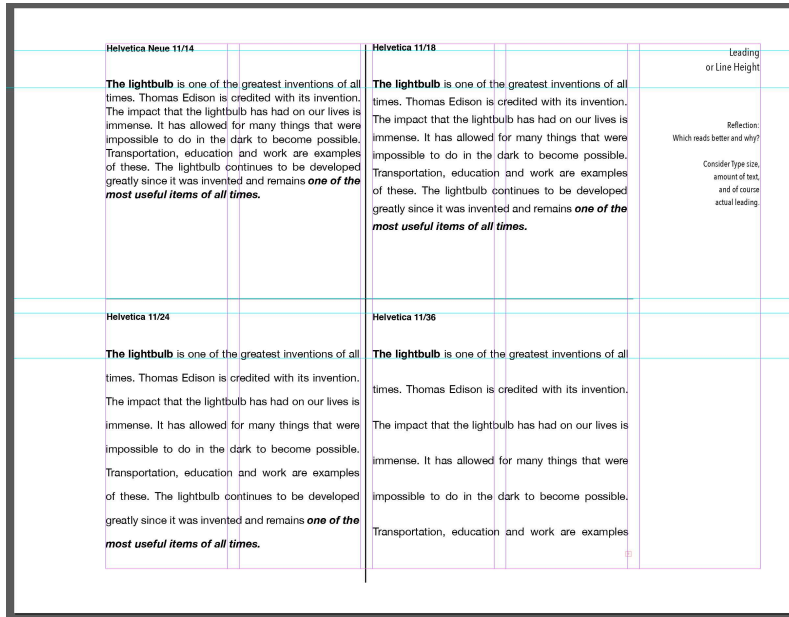 Helvetica Neue 11/14
The lightbulb is one of the greatest inventions of all
times. Thomas Edison is credited with its invention.
The impact that the lightbulb has had on our lives is
immense. It has allowed for many things that were
impossible to do in the dark to become possible.
Transportation, education and work are examples
of these. The lightbulb continues to be developed
greatly since it was invented and remains one of the
most useful items of all times.
Helvetica 11/18
The lightbulb is one of the greatest inventions of all
times. Thomas Edison is credited with its invention.
The impact that the lightbulb has had on our lives is
immense. It has allowed for many things that were
impossible to do in the dark to become possible.
Transportation, education and work are examples
of these. The lightbulb continues to be developed
greatly since it was invented and remains one of the
most useful items of all times.
Leading
or Line Height
Reflection:
Which reads better and why?
Consider Type size,
amount of text,
and of course
actual leading.
Helvetica 11/24
The lightbulb is one of the greatest inventions of all
times. Thomas Edison is credited with its invention.
The impact that the lightbulb has had on our lives is
immense. It has allowed for many things that were
impossible to do in the dark to become possible.
Transportation, education and work are examples
of these. The lightbulb continues to be developed
greatly since it was invented and remains one of the
most useful items of all times.
Helvetica 11/36
The lightbulb is one of the greatest inventions of all
times. Thomas Edison is credited with its invention.
The impact that the lightbulb has had on our lives is
immense. It has allowed for many things that were
impossible to do in the dark to become possible.
Transportation, education and work are examples